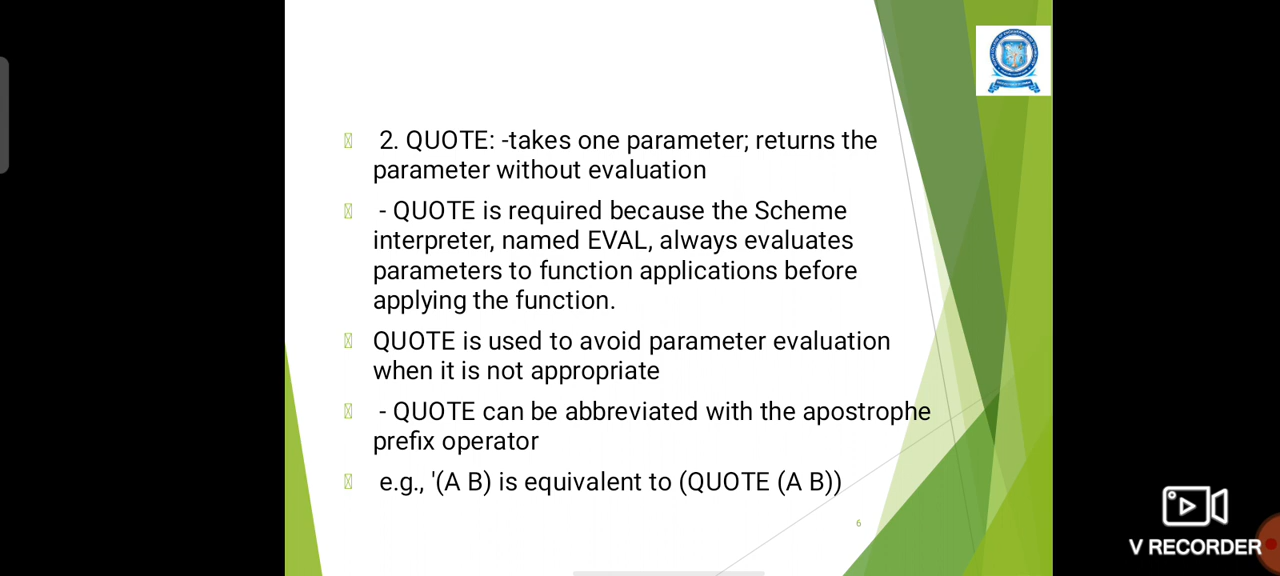 2. QUOTE: -takes one parameter; returns the
parameter without evaluation
- QUOTE is required because the Scheme
interpreter, named EVAL, always evaluates
parameters to function applications before
applying the function.
QUOTE is used to avoid parameter evaluation
when it is not appropriate
- QUOTE can be abbreviated with the apostrophe
prefix operator
e.g., '(A B) is equivalent to (QUOTE (A B))
6
V RECORDER